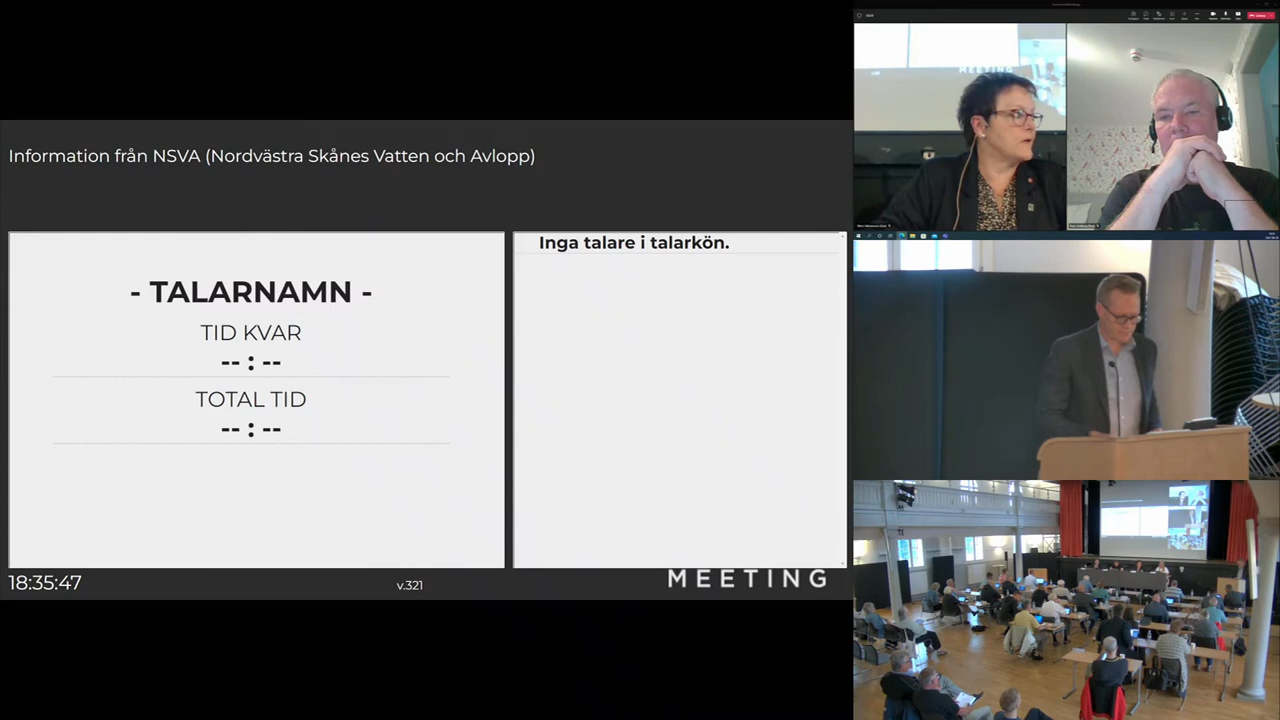 Information från NSVA (Nordvästra Skånes Vatten och Avlopp)
- TALARNAMN -
TID KVAR
-- : --
TOTAL TID
-- : --
Inga talare i talarkön.
18:35:47
v.321
MEETING
MEETING